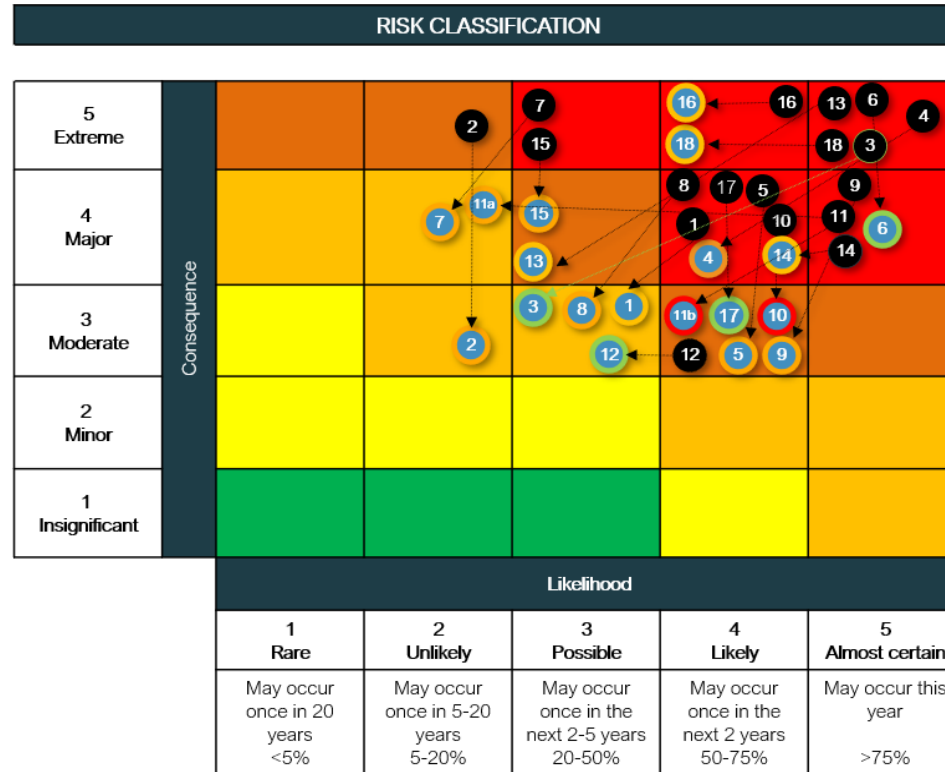 RISK CLASSIFICATION
5
Extreme
4
Major
3
Moderate
2
Minor
1
Insignificant
Consequence
2
7
15
16
16
18
18
13
6
4
3
7
11a
15
13
8
17
5
1
10
4
14
9
11
14
6
2
3
8
1
12
11b
17
10
12
5
9
Likelihood
1
Rare
2
Unlikely
3
Possible
4
Likely
5
Almost certain
May occur
once in 20
years
<5%
May occur
once in 5-20
years
5-20%
May occur
once in the
next 2-5 years
20-50%
May occur
once in the
next 2 years
50-75%
May occur this
year
>75%